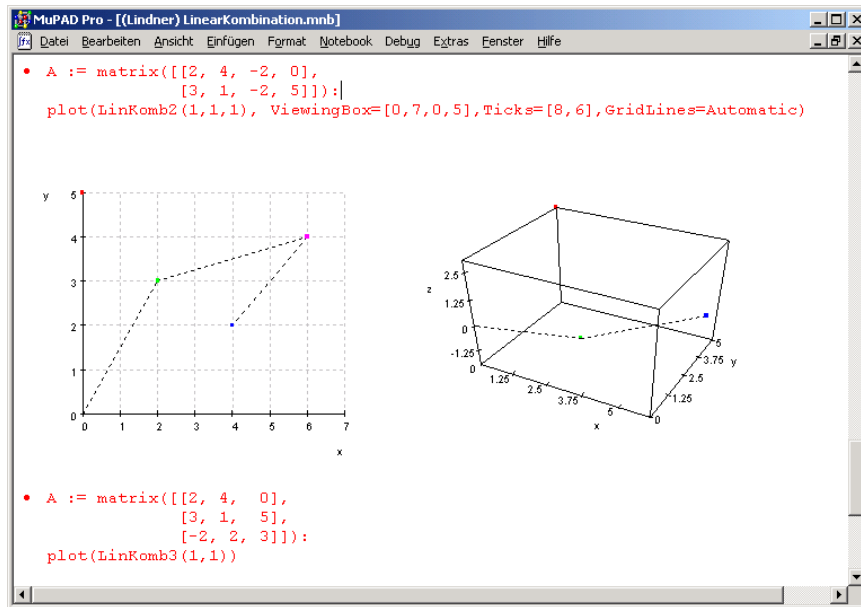 MuPAD Pro - [(Lindner) LinearKombination.mnb]
Datei Bearbeiten Ansicht Einfügen Format Notebook Debug Extras Fenster Hilfe
• A := matrix([[2, 4, -2, 0],
[3, 1, -2, 5]]):
plot(LinKomb2(1,1,1), ViewingBox=[0,7,0,5],Ticks=[8,6],GridLines=Automatic)
y
5
4
3
2
1
0
0 1 2 3 4 5 6 7
x
z
2.5
1.25
0
-1.25
0
1.25
2.5
3.75
5
x
0
1.25
2.5
3.75
5
y
• A := matrix([[2, 4, 0],
[3, 1, 5],
[-2, 2, 3]]):
plot(LinKomb3(1,1))